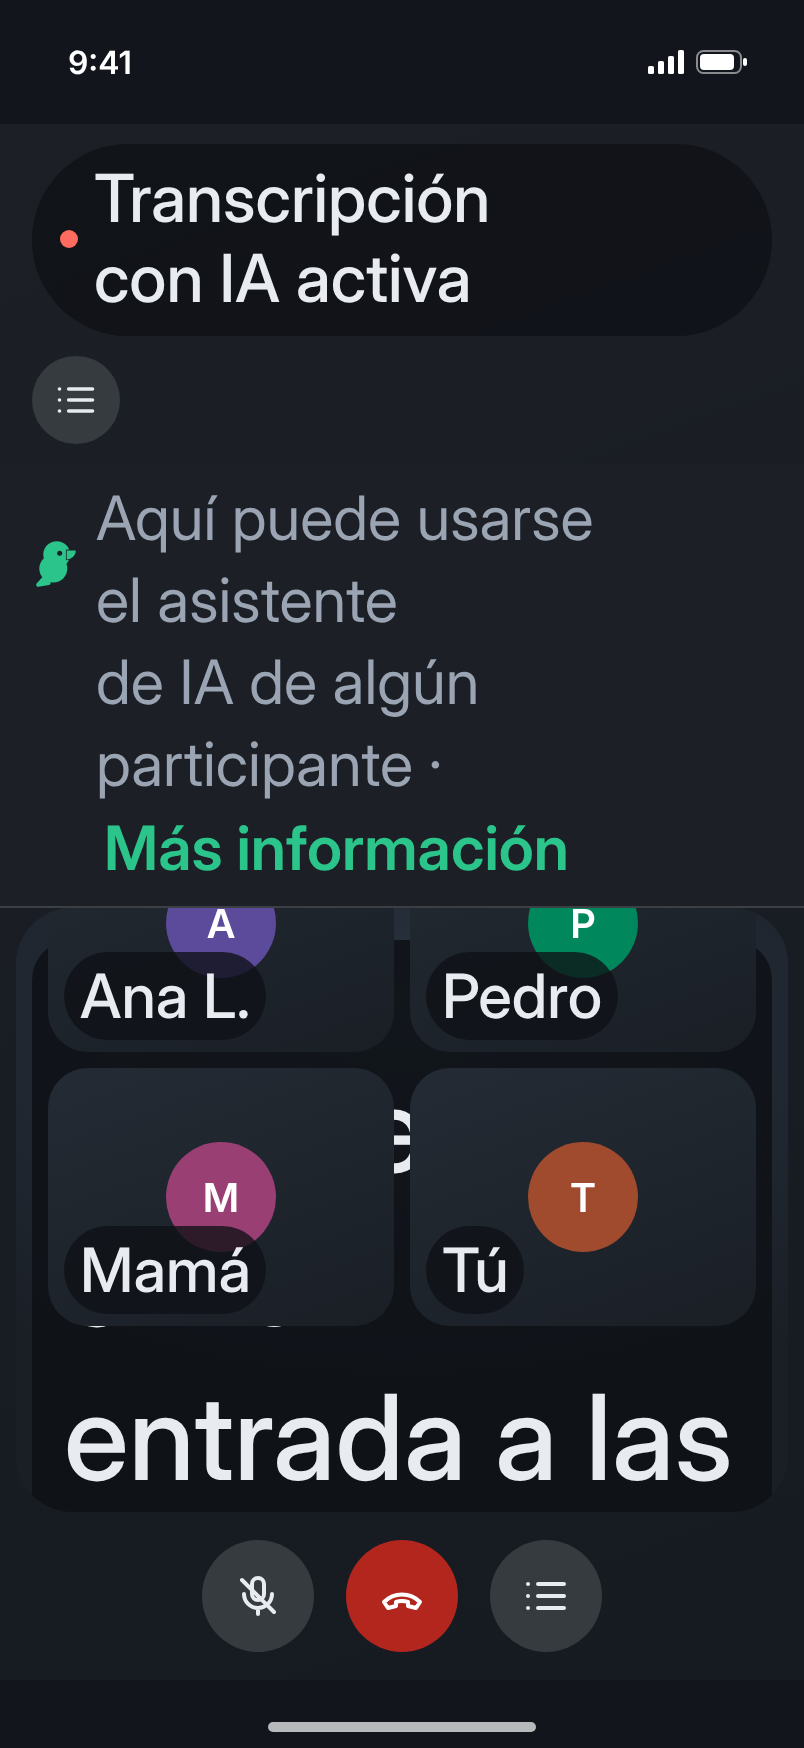 9:41
Transcripción
con IA activa
Aquí puede usarse
el asistente
de IA de algún
participante ·
Más información
A
P
Ana L.
Pedro
M
T
Mamá
Tú
entrada a las